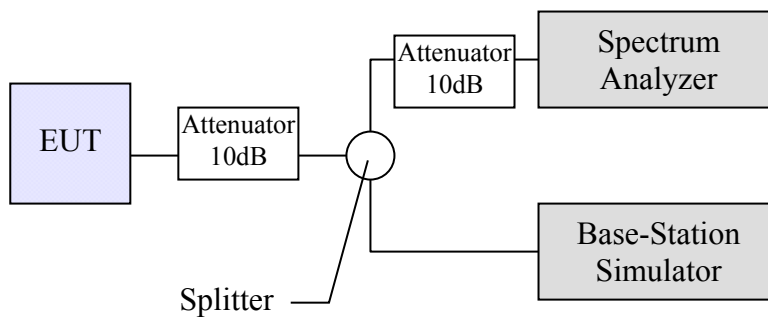 EUT
Attenuator
10dB
Attenuator
10dB
Spectrum
Analyzer
Base-Station
Simulator
Splitter